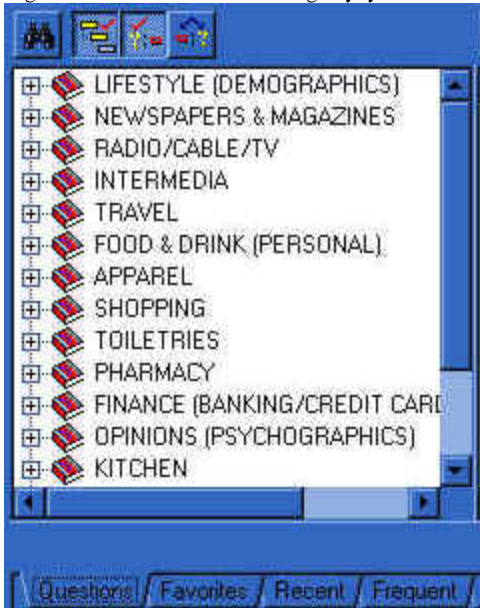 LIFESTYLE (DEMOGRAPHICS)
NEWSPAPERS & MAGAZINES
RADIO/CABLE/TV
INTERMEDIA
TRAVEL
FOOD & DRINK (PERSONAL)
APPAREL
SHOPPING
TOILETRIES
PHARMACY
FINANCE (BANKING/CREDIT CARD
OPINIONS (PSYCHOGRAPHICS)
KITCHEN
Questions Favorites Recent Frequent